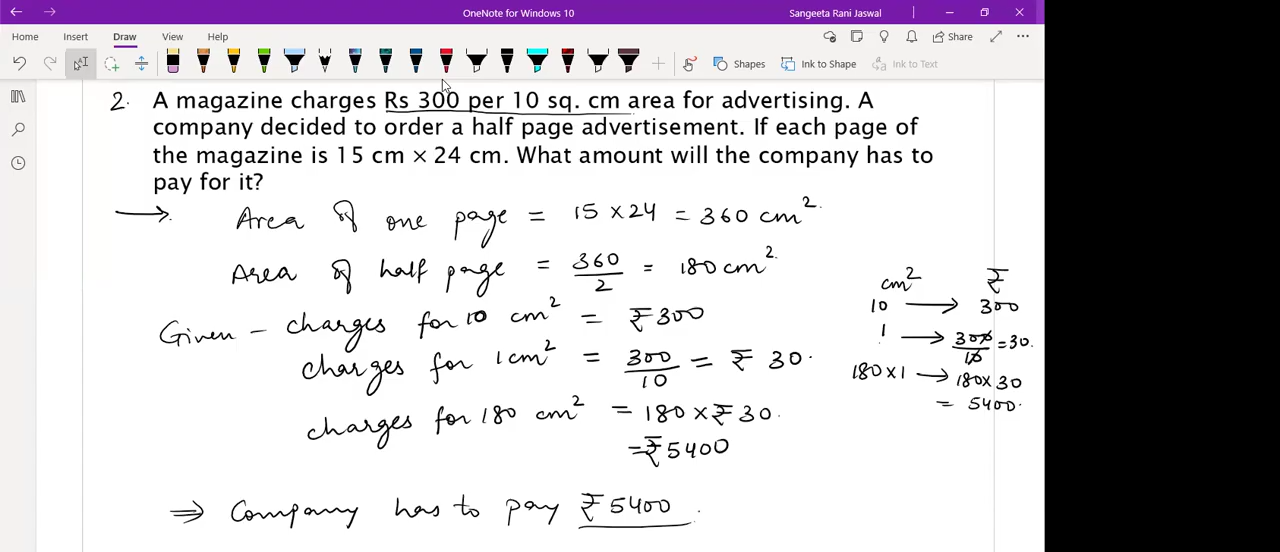 OneNote for Windows 10
Sangeeta Rani Jaswal
Home Insert Draw View Help
Share
Shapes Ink to Shape Ink to Text
2. A magazine charges Rs 300 per 10 sq. cm area for advertising. A
company decided to order a half page advertisement. If each page of
the magazine is 15 cm × 24 cm. What amount will the company has to
pay for it?
→ Area of one page = 15 × 24 = 360 cm².
Area of half page = 360/2 = 180 cm².
Given – charges for 10 cm² = ₹300
charges for 1 cm² = 300/10 = ₹ 30.
charges for 180 cm² = 180 × ₹ 30.
= ₹5400
⇒ Company has to pay ₹5400.
cm² ₹
10 → 300
1 → 300/10 = 30.
180×1 → 180×30
= 5400.